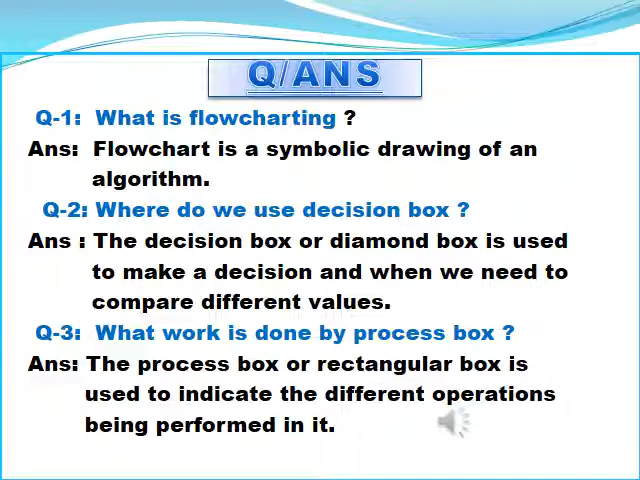 Q/ANS
Q-1: What is flowcharting ?
Ans: Flowchart is a symbolic drawing of an
algorithm.
Q-2: Where do we use decision box ?
Ans : The decision box or diamond box is used
to make a decision and when we need to
compare different values.
Q-3: What work is done by process box ?
Ans: The process box or rectangular box is
used to indicate the different operations
being performed in it.